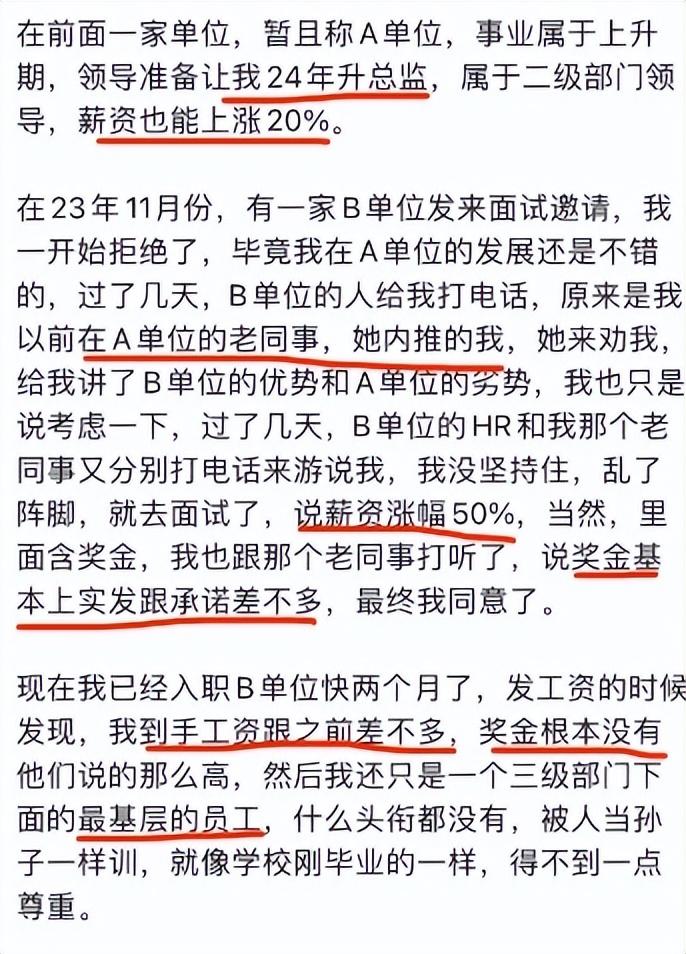 在前面一家单位，暂且称A单位，事业属于上升
期，领导准备让我24年升总监，属于二级部门领
导，薪资也能上涨20%。
在23年11月份，有一家B单位发来面试邀请，我
一开始拒绝了，毕竟我在A单位的发展还是不错
的，过了几天，B单位的人给我打电话，原来是我
以前在A单位的老同事，她内推的我，她来劝我，
给我讲了B单位的优势和A单位的劣势，我也只是
说考虑一下，过了几天，B单位的HR和我那个老
同事又分别打电话来游说我，我没坚持住，乱了
阵脚，就去面试了，说薪资涨幅50%，当然，里
面含奖金，我也跟那个老同事打听了，说奖金基
本上实发跟承诺差不多，最终我同意了。
现在我已经入职B单位快两个月了，发工资的时候
发现，我到手工资跟之前差不多，奖金根本没有
他们说的那么高，然后我还只是一个三级部门下
面的最基层的员工，什么头衔都没有，被人当孙
子一样训，就像学校刚毕业的一样，得不到一点
尊重。